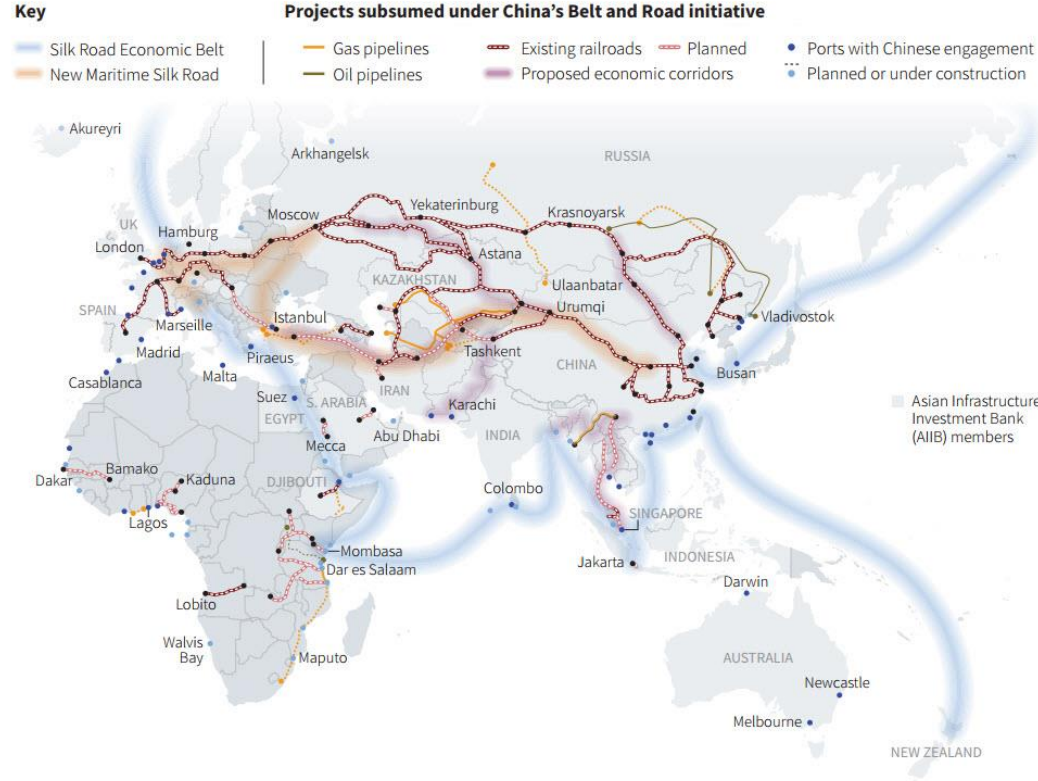 Key
Projects subsumed under China's Belt and Road initiative
Silk Road Economic Belt
New Maritime Silk Road
Gas pipelines
Oil pipelines
Existing railroads
Planned
Proposed economic corridors
Ports with Chinese engagement
Planned or under construction
Akureyri
Arkhangelsk
RUSSIA
UK
Hamburg
Moscow
Yekaterinburg
Krasnoyarsk
London
Astana
KAZAKHSTAN
Ulaanbatar
Urumqi
SPAIN
Marseille
Istanbul
Vladivostok
Madrid
Piraeus
Tashkent
CHINA
Busan
Casablanca
Malta
IRAN
Suez
S. ARABIA
EGYPT
Karachi
Asian Infrastructure
Investment Bank
(AIIB) members
Mecca
Abu Dhabi
INDIA
Dakar
Bamako
Kaduna
DJIBOUTI
Colombo
Lagos
SINGAPORE
Mombasa
Dar es Salaam
Jakarta
INDONESIA
Darwin
Lobito
Walvis
Bay
Maputo
AUSTRALIA
Newcastle
Melbourne
NEW ZEALAND